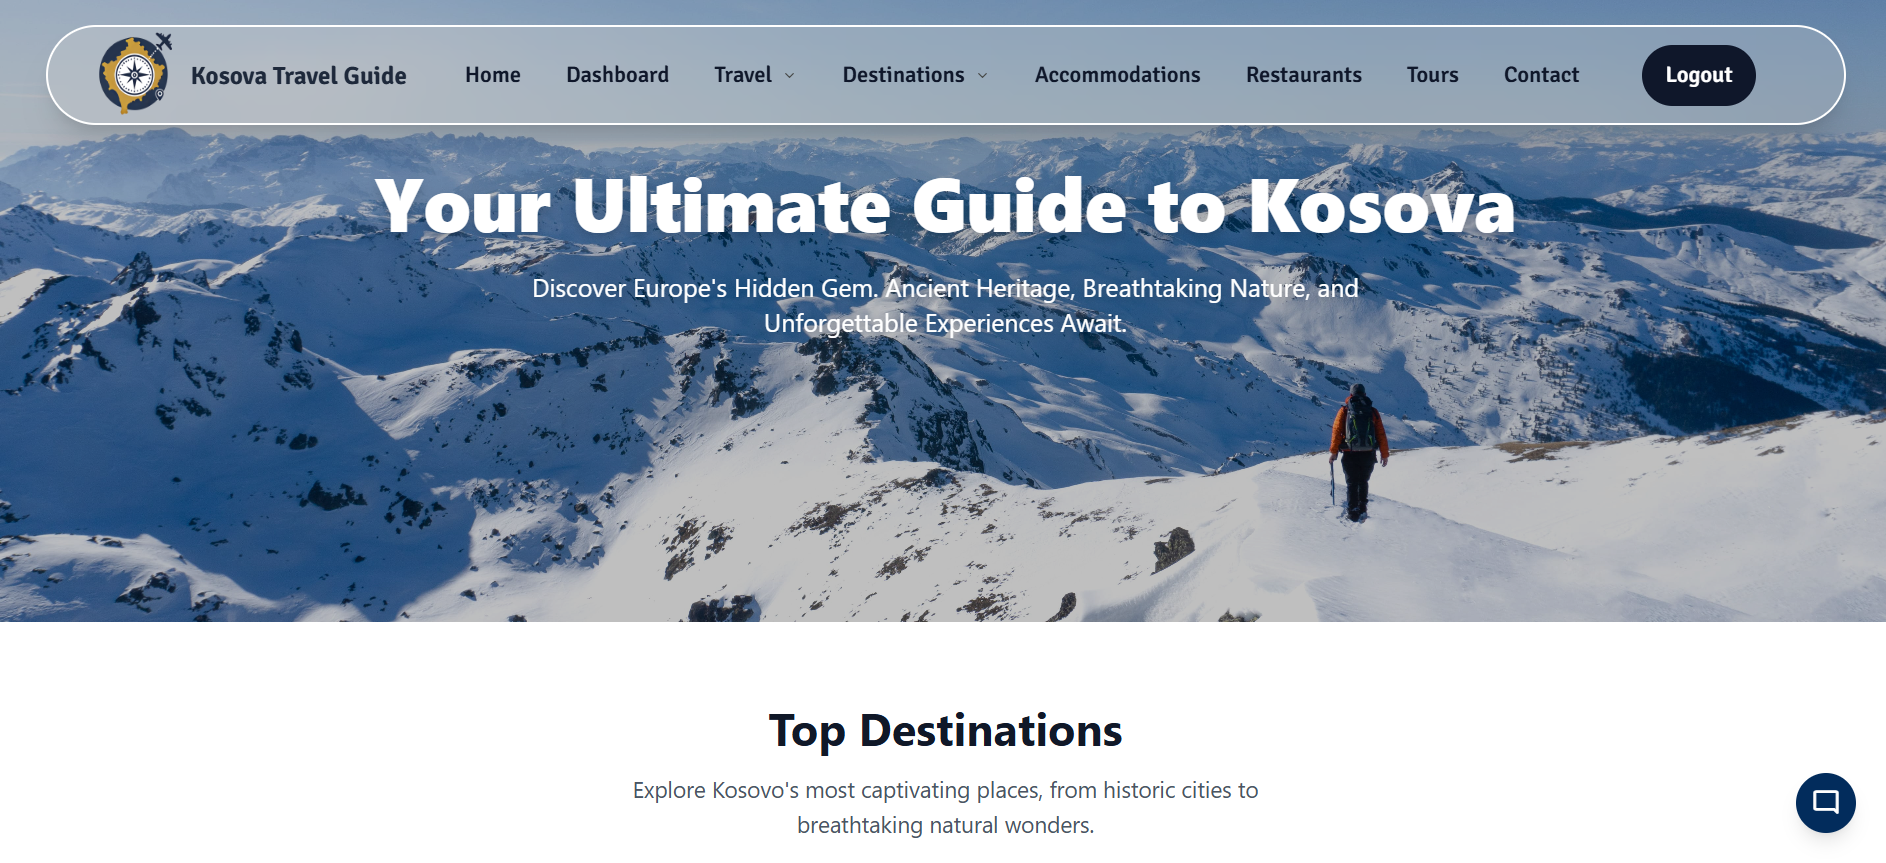 Kosova Travel Guide
Home Dashboard Travel Destinations Accommodations Restaurants Tours Contact Logout
Your Ultimate Guide to Kosova
Discover Europe's Hidden Gem. Ancient Heritage, Breathtaking Nature, and
Unforgettable Experiences Await.
Top Destinations
Explore Kosovo's most captivating places, from historic cities to
breathtaking natural wonders.